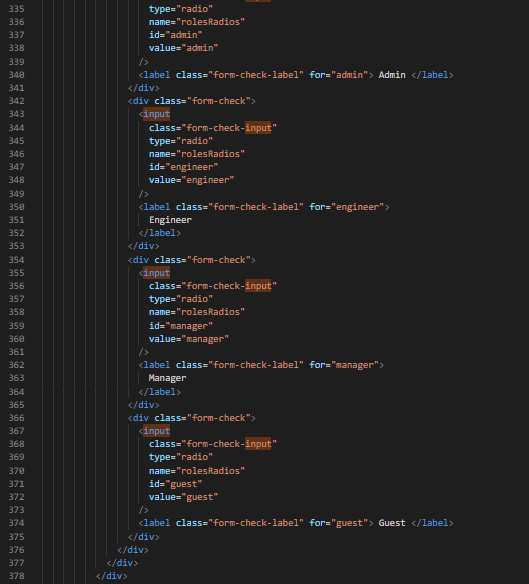 335 type="radio"
336 name="rolesRadios"
337 id="admin"
338 value="admin"
339 />
340 <label class="form-check-label" for="admin"> Admin </label>
341 </div>
342 <div class="form-check">
343 <input
344 class="form-check-input"
345 type="radio"
346 name="rolesRadios"
347 id="engineer"
348 value="engineer"
349 />
350 <label class="form-check-label" for="engineer">
351 Engineer
352 </label>
353 </div>
354 <div class="form-check">
355 <input
356 class="form-check-input"
357 type="radio"
358 name="rolesRadios"
359 id="manager"
360 value="manager"
361 />
362 <label class="form-check-label" for="manager">
363 Manager
364 </label>
365 </div>
366 <div class="form-check">
367 <input
368 class="form-check-input"
369 type="radio"
370 name="rolesRadios"
371 id="guest"
372 value="guest"
373 />
374 <label class="form-check-label" for="guest"> Guest </label>
375 </div>
376 </div>
377 </div>
378 </div>